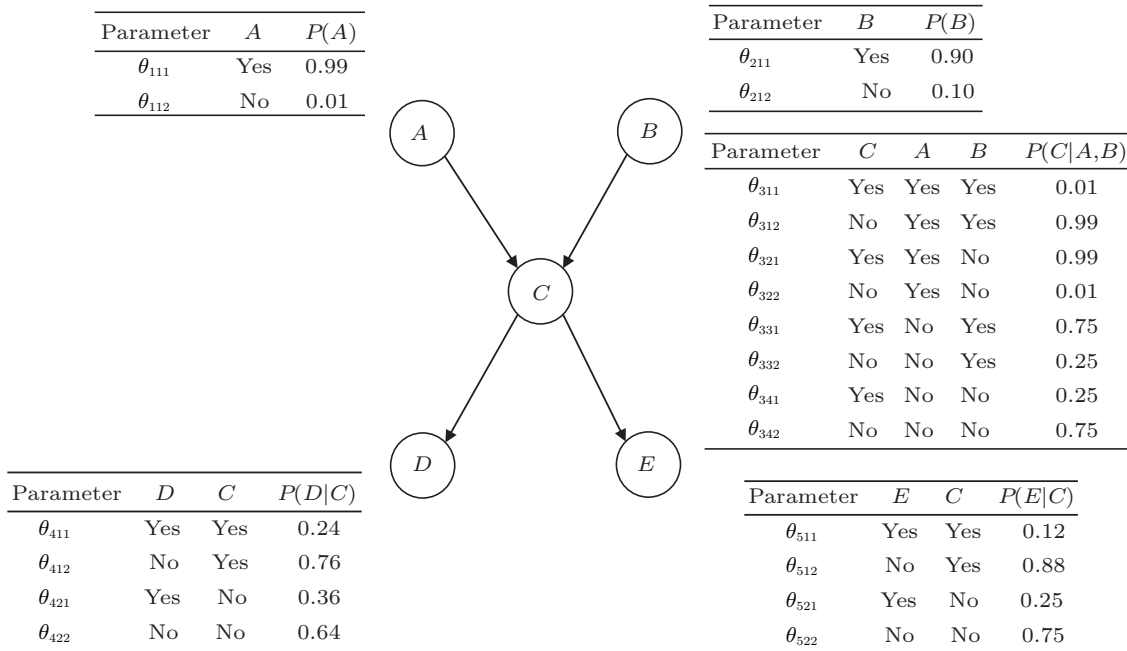 Parameter A P(A)
θ₁₁₁ Yes 0.99
θ₁₁₂ No 0.01
Parameter B P(B)
θ₂₁₁ Yes 0.90
θ₂₁₂ No 0.10
A
B
Parameter C A B P(C|A,B)
θ₃₁₁ Yes Yes Yes 0.01
θ₃₁₂ No Yes Yes 0.99
θ₃₂₁ Yes Yes No 0.99
θ₃₂₂ No Yes No 0.01
θ₃₃₁ Yes No Yes 0.75
θ₃₃₂ No No Yes 0.25
θ₃₄₁ Yes No No 0.25
θ₃₄₂ No No No 0.75
C
D
E
Parameter D C P(D|C)
θ₄₁₁ Yes Yes 0.24
θ₄₁₂ No Yes 0.76
θ₄₂₁ Yes No 0.36
θ₄₂₂ No No 0.64
Parameter E C P(E|C)
θ₅₁₁ Yes Yes 0.12
θ₅₁₂ No Yes 0.88
θ₅₂₁ Yes No 0.25
θ₅₂₂ No No 0.75